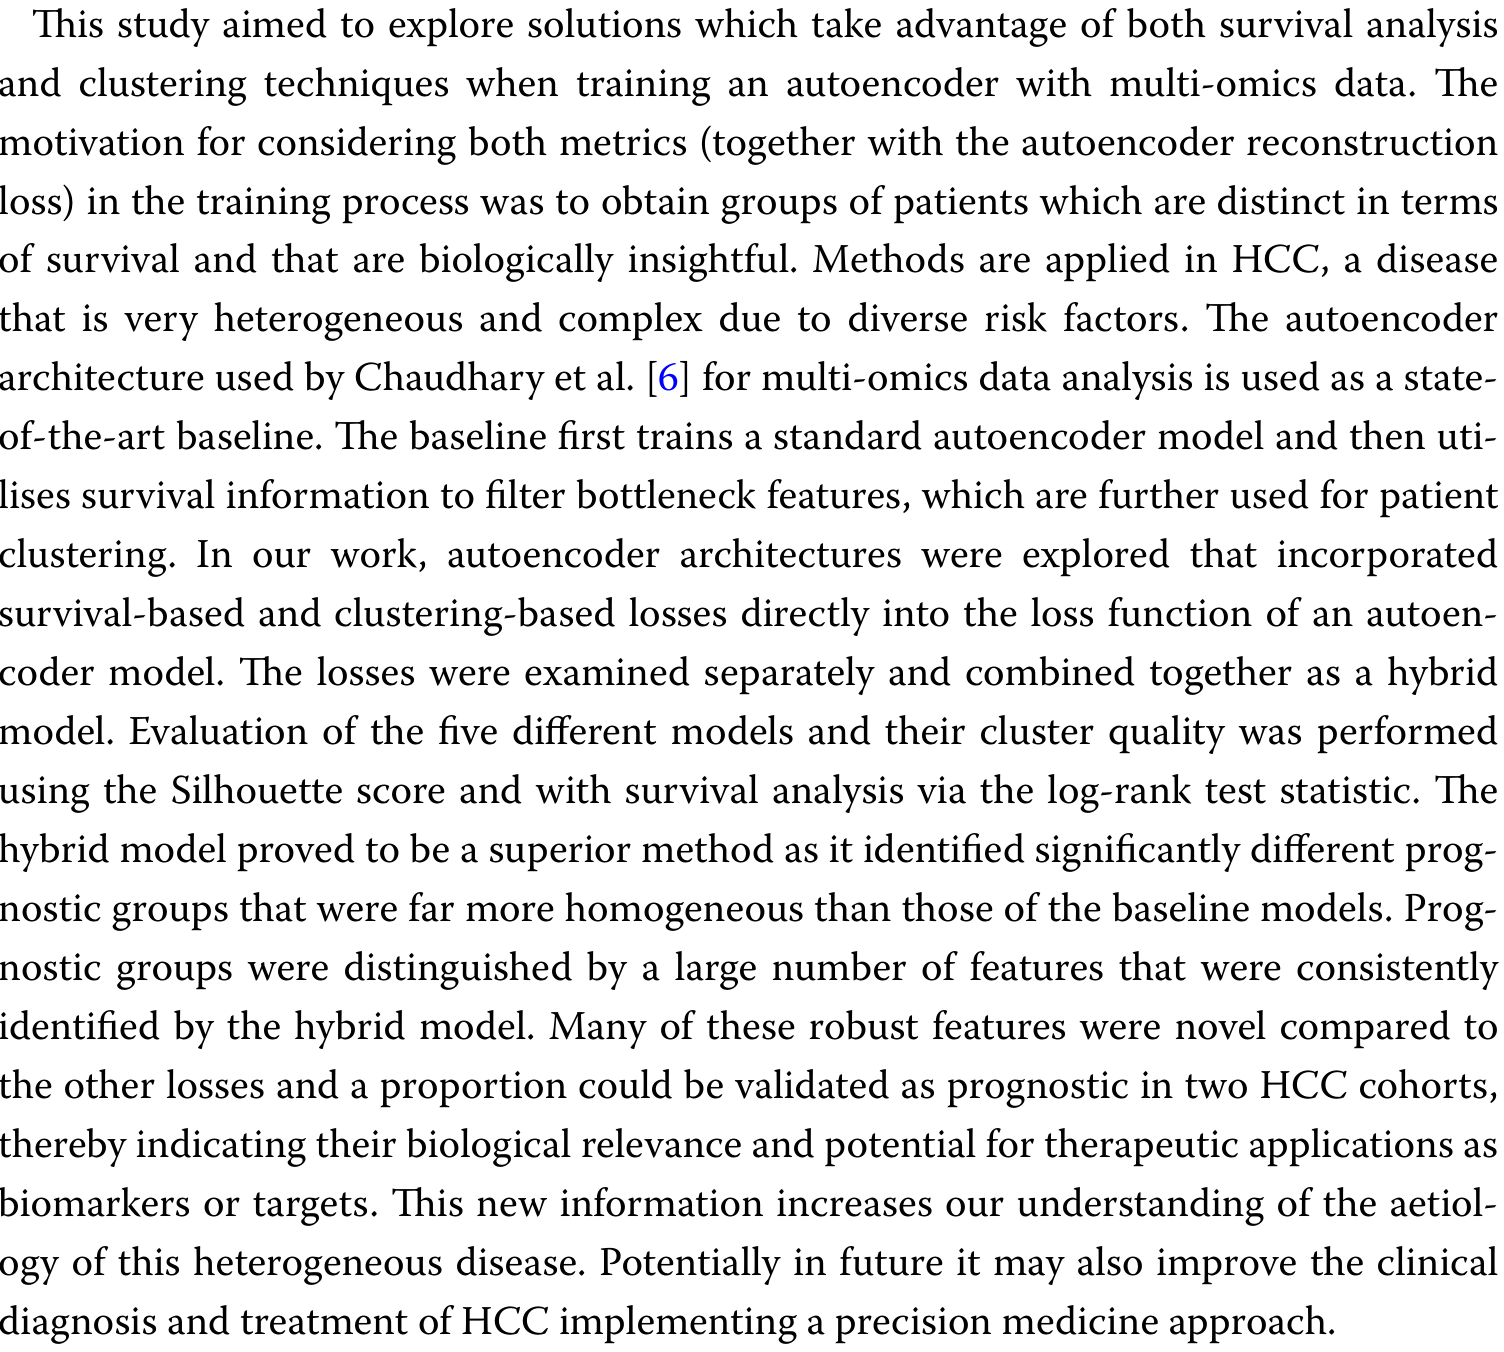 This study aimed to explore solutions which take advantage of both survival analysis
and clustering techniques when training an autoencoder with multi-omics data. The
motivation for considering both metrics (together with the autoencoder reconstruction
loss) in the training process was to obtain groups of patients which are distinct in terms
of survival and that are biologically insightful. Methods are applied in HCC, a disease
that is very heterogeneous and complex due to diverse risk factors. The autoencoder
architecture used by Chaudhary et al. [6] for multi-omics data analysis is used as a state-
of-the-art baseline. The baseline first trains a standard autoencoder model and then uti-
lises survival information to filter bottleneck features, which are further used for patient
clustering. In our work, autoencoder architectures were explored that incorporated
survival-based and clustering-based losses directly into the loss function of an autoen-
coder model. The losses were examined separately and combined together as a hybrid
model. Evaluation of the five different models and their cluster quality was performed
using the Silhouette score and with survival analysis via the log-rank test statistic. The
hybrid model proved to be a superior method as it identified significantly different prog-
nostic groups that were far more homogeneous than those of the baseline models. Prog-
nostic groups were distinguished by a large number of features that were consistently
identified by the hybrid model. Many of these robust features were novel compared to
the other losses and a proportion could be validated as prognostic in two HCC cohorts,
thereby indicating their biological relevance and potential for therapeutic applications as
biomarkers or targets. This new information increases our understanding of the aetiol-
ogy of this heterogeneous disease. Potentially in future it may also improve the clinical
diagnosis and treatment of HCC implementing a precision medicine approach.